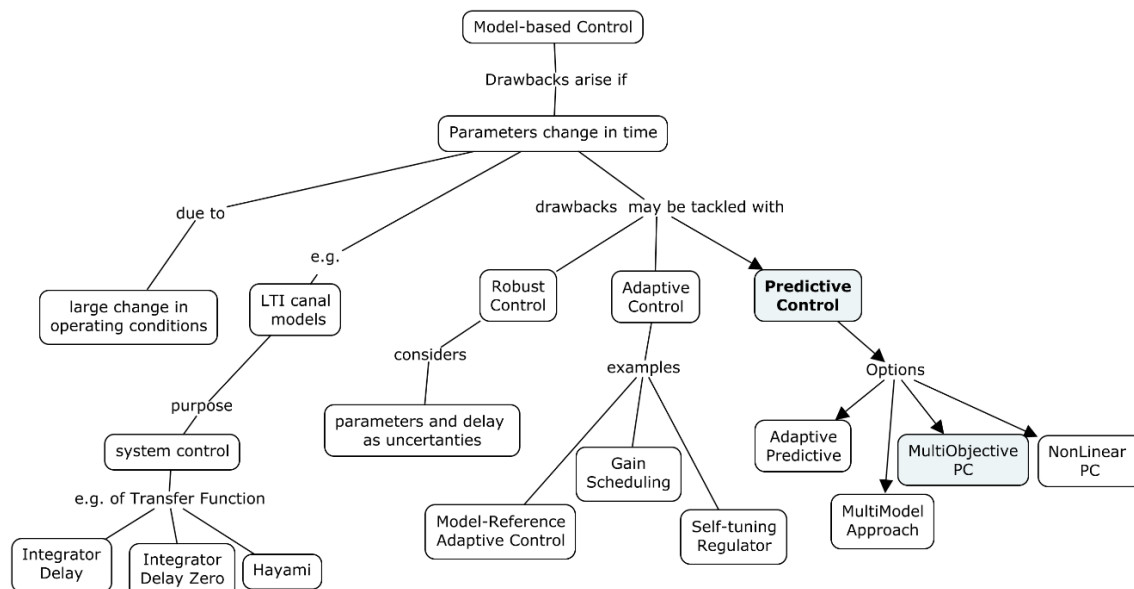 Model-based Control
Drawbacks arise if
Parameters change in time
due to
drawbacks may be tackled with
e.g.
large change in
operating conditions
LTI canal
models
Robust
Control
Adaptive
Control
Predictive
Control
considers
examples
Options
purpose
parameters and delay
as uncertanties
system control
Adaptive
Predictive
MultiObjective
PC
NonLinear
PC
Gain
Scheduling
e.g. of Transfer Function
MultiModel
Approach
Model-Reference
Adaptive Control
Self-tuning
Regulator
Integrator
Delay
Integrator
Delay Zero
Hayami